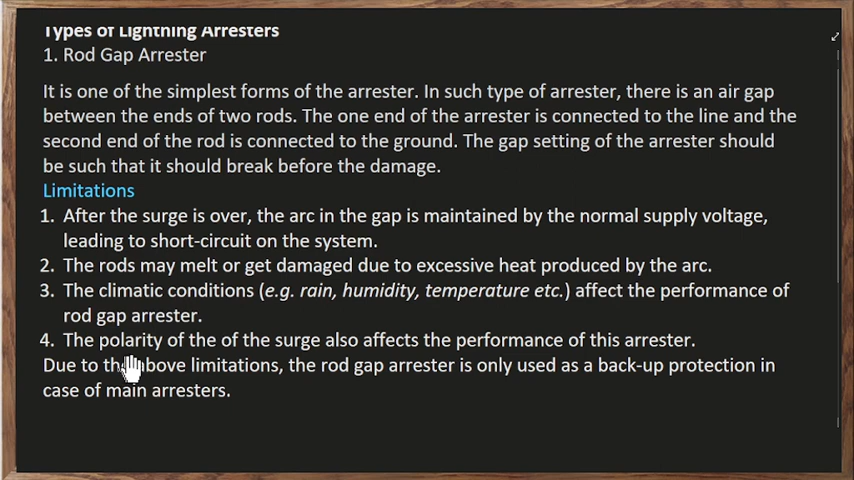 Types of Lightning Arresters
1. Rod Gap Arrester
It is one of the simplest forms of the arrester. In such type of arrester, there is an air gap
between the ends of two rods. The one end of the arrester is connected to the line and the
second end of the rod is connected to the ground. The gap setting of the arrester should
be such that it should break before the damage.
Limitations
1. After the surge is over, the arc in the gap is maintained by the normal supply voltage,
leading to short-circuit on the system.
2. The rods may melt or get damaged due to excessive heat produced by the arc.
3. The climatic conditions (e.g. rain, humidity, temperature etc.) affect the performance of
rod gap arrester.
4. The polarity of the of the surge also affects the performance of this arrester.
Due to the above limitations, the rod gap arrester is only used as a back-up protection in
case of main arresters.